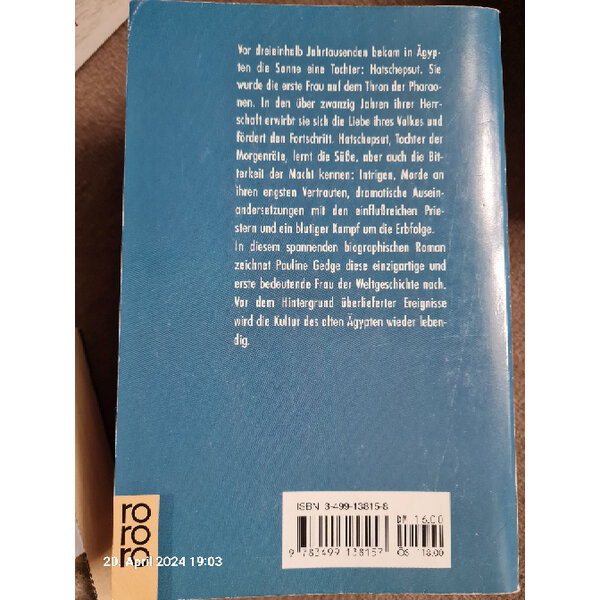 Vor dreieinhalb Jahrtausenden bekam in Ägyp-
ten die Sonne eine Tochter: Hatschepsut. Sie
wurde die erste Frau auf dem Thron der Pharao-
nen. In den über zwanzig Jahren ihrer Herr-
schaft erwirbt sie sich die Liebe ihres Volkes und
fördert den Fortschritt. Hatschepsut, Tochter der
Morgenröte, lernt die Süße, aber auch die Bit-
terkeit der Macht kennen: Intrigen, Morde an
ihren engsten Vertrauten, dramatische Ausein-
andersetzungen mit den einflußreichen Prie-
stern und ein blutiger Kampf um die Erbfolge.
In diesem spannenden biographischen Roman
zeichnet Pauline Gedge diese einzigartige und
erste bedeutende Frau der Weltgeschichte nach.
Vor dem Hintergrund überlieferter Ereignisse
wird die Kultur des alten Ägypten wieder leben-
dig.
ISBN 3-499-13815-8
DM 16.00
9 783499 138157
ÖS 118.00
ro
ro
ro
20. April 2024 19:03